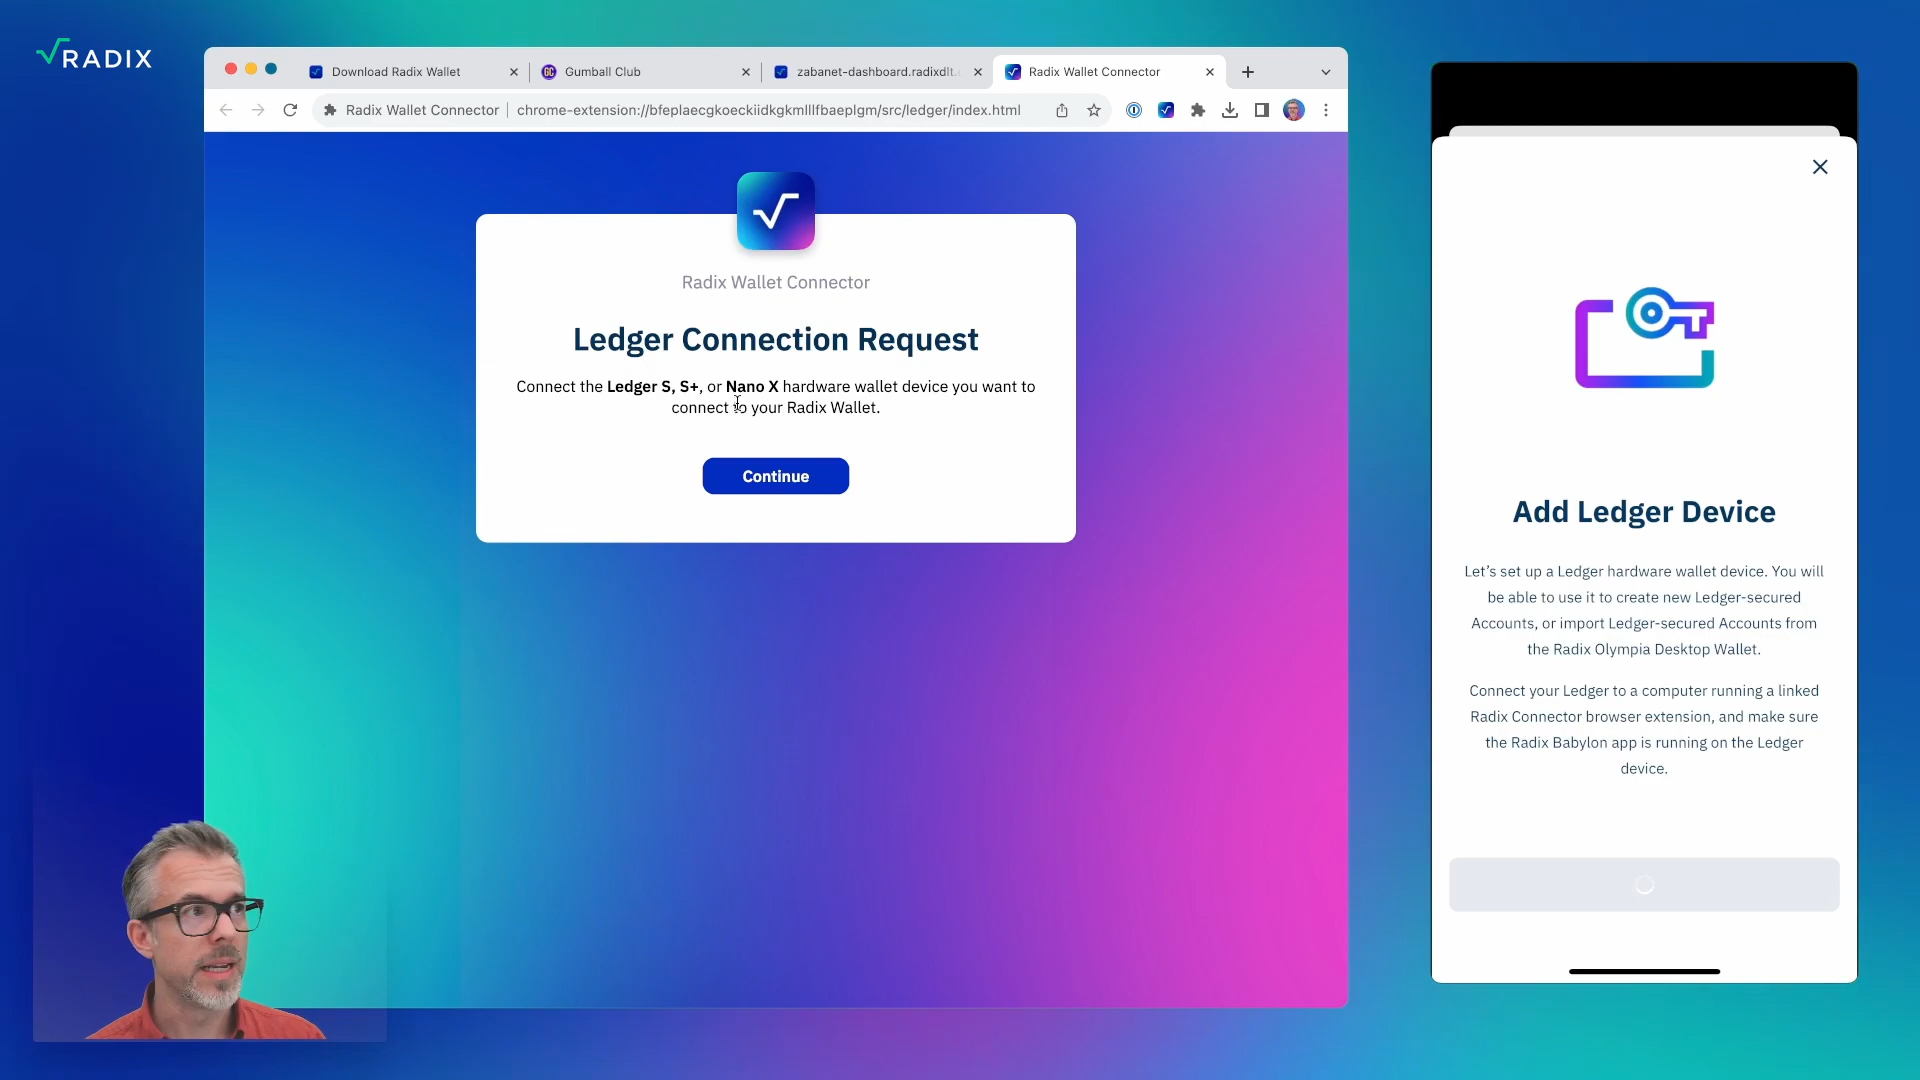 RADIX
Download Radix Wallet
Gumball Club
zabanet-dashboard.radixdlt.
Radix Wallet Connector
Radix Wallet Connector
chrome-extension://bfeplaecgkoeckiidkgkmlllfbaeplgm/src/ledger/index.html
Radix Wallet Connector
Ledger Connection Request
Connect the Ledger S, S+, or Nano X hardware wallet device you want to
connect to your Radix Wallet.
Continue
Add Ledger Device
Let’s set up a Ledger hardware wallet device. You will
be able to use it to create new Ledger-secured
Accounts, or import Ledger-secured Accounts from
the Radix Olympia Desktop Wallet.
Connect your Ledger to a computer running a linked
Radix Connector browser extension, and make sure
the Radix Babylon app is running on the Ledger
device.